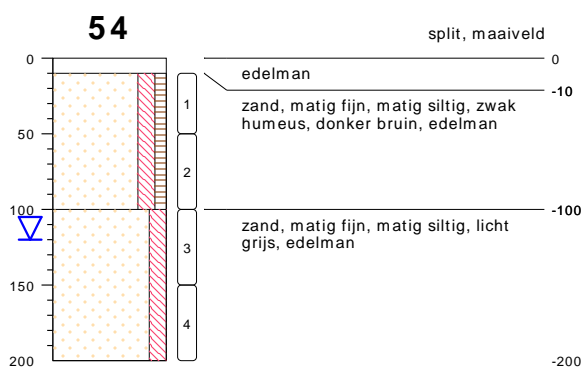 54
split, maaiveld
0
0
edelman
-10
zand, matig fijn, matig siltig, zwak
humeus, donker bruin, edelman
1
50
2
100
-100
zand, matig fijn, matig siltig, licht
grijs, edelman
3
150
4
200
-200